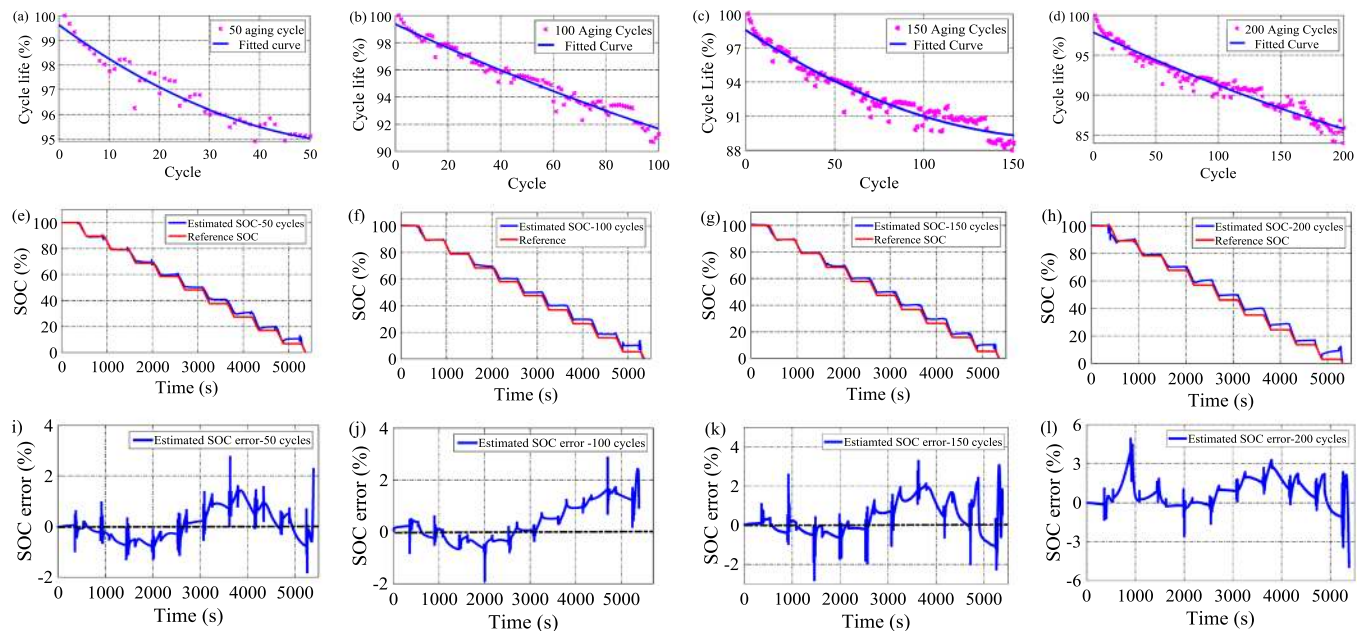 (a)
Cycle life (%)
100
99
98
97
96
95
50 aging cycle
Fitted curve
0 10 20 30 40 50
Cycle
(b)
Cycle life (%)
100
98
96
94
92
90
100 Aging Cycles
Fitted Curve
0 20 40 60 80 100
Cycle
(c)
Cycle Life (%)
100
97
94
91
88
150 Aging Cycles
Fitted Curve
0 50 100 150
Cycle
(d)
Cycle life (%)
100
95
90
85
200 Aging Cycles
Fitted Curve
0 50 100 150 200
Cycle
(e)
SOC (%)
100
80
60
40
20
0
Estimated SOC-50 cycles
Reference SOC
0 1000 2000 3000 4000 5000
Time (s)
(f)
SOC (%)
100
80
60
40
20
0
Estimated SOC-100 cycles
Reference
0 1000 2000 3000 4000 5000
Time (s)
(g)
SOC (%)
100
80
60
40
20
0
Estimated SOC-150 cycles
Reference SOC
0 1000 2000 3000 4000 5000
Time (s)
(h)
SOC (%)
100
80
60
40
20
0
Estimated SOC-200 cycles
Reference SOC
0 1000 2000 3000 4000 5000
Time (s)
i)
SOC error (%)
4
2
0
-2
Estimated SOC error-50 cycles
0 1000 2000 3000 4000 5000
Time (s)
(j)
SOC error (%)
4
2
0
2
Estimated SOC error -100 cycles
0 1000 2000 3000 4000 5000
Time (s)
(k)
SOC error (%)
4
2
0
-2
Estiamted SOC error-150 cycles
0 1000 2000 3000 4000 5000
Time (s)
(l)
SOC error (%)
6
3
0
-3
-6
Estimated SOC error-200 cycles
0 1000 2000 3000 4000 5000
Time (s)